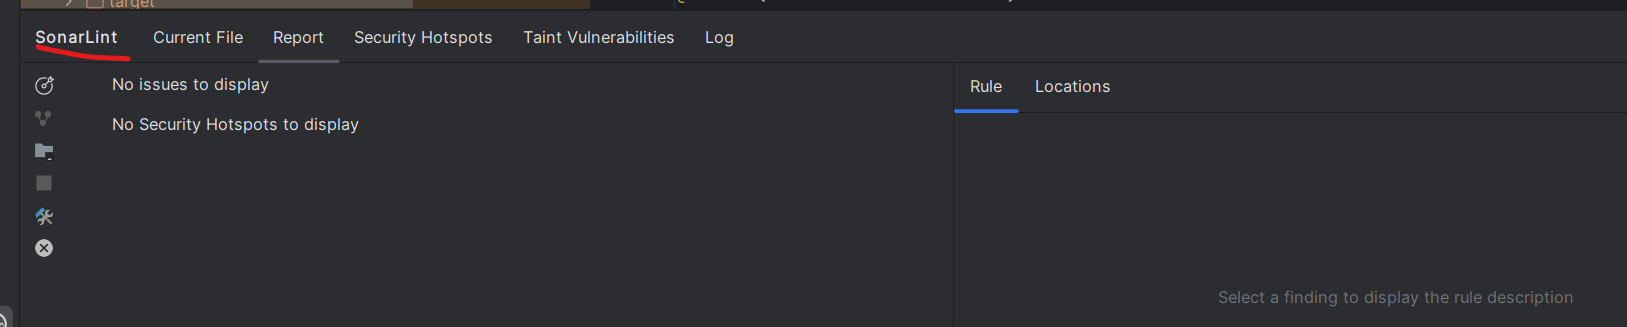 target
SonarLint Current File Report Security Hotspots Taint Vulnerabilities Log
No issues to display
No Security Hotspots to display
Rule Locations
Select a finding to display the rule description